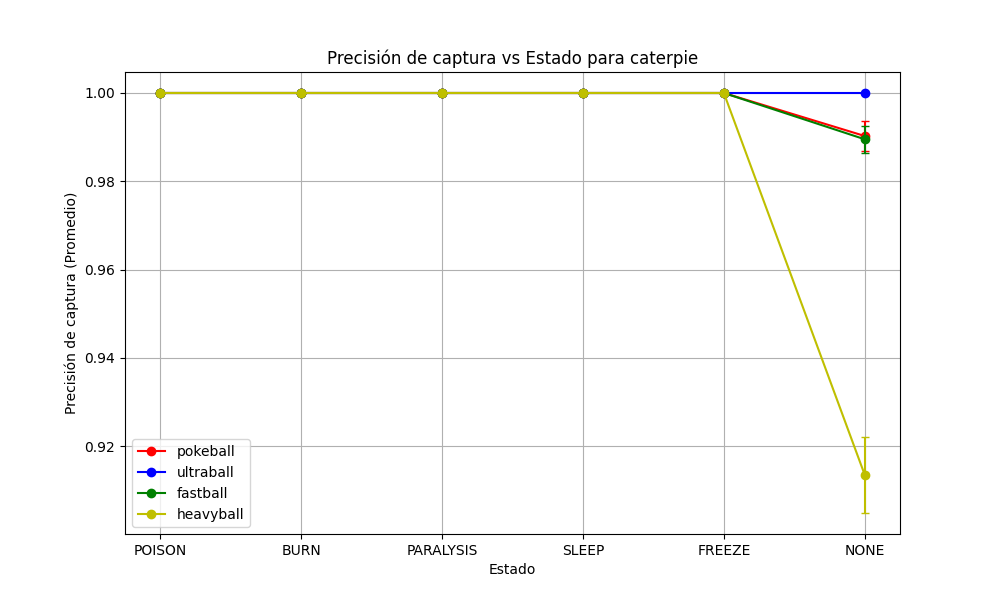 Precisión de captura vs Estado para caterpie
Precisión de captura (Promedio)
1.00
0.98
0.96
0.94
0.92
pokeball
ultraball
fastball
heavyball
POISON BURN PARALYSIS SLEEP FREEZE NONE
Estado